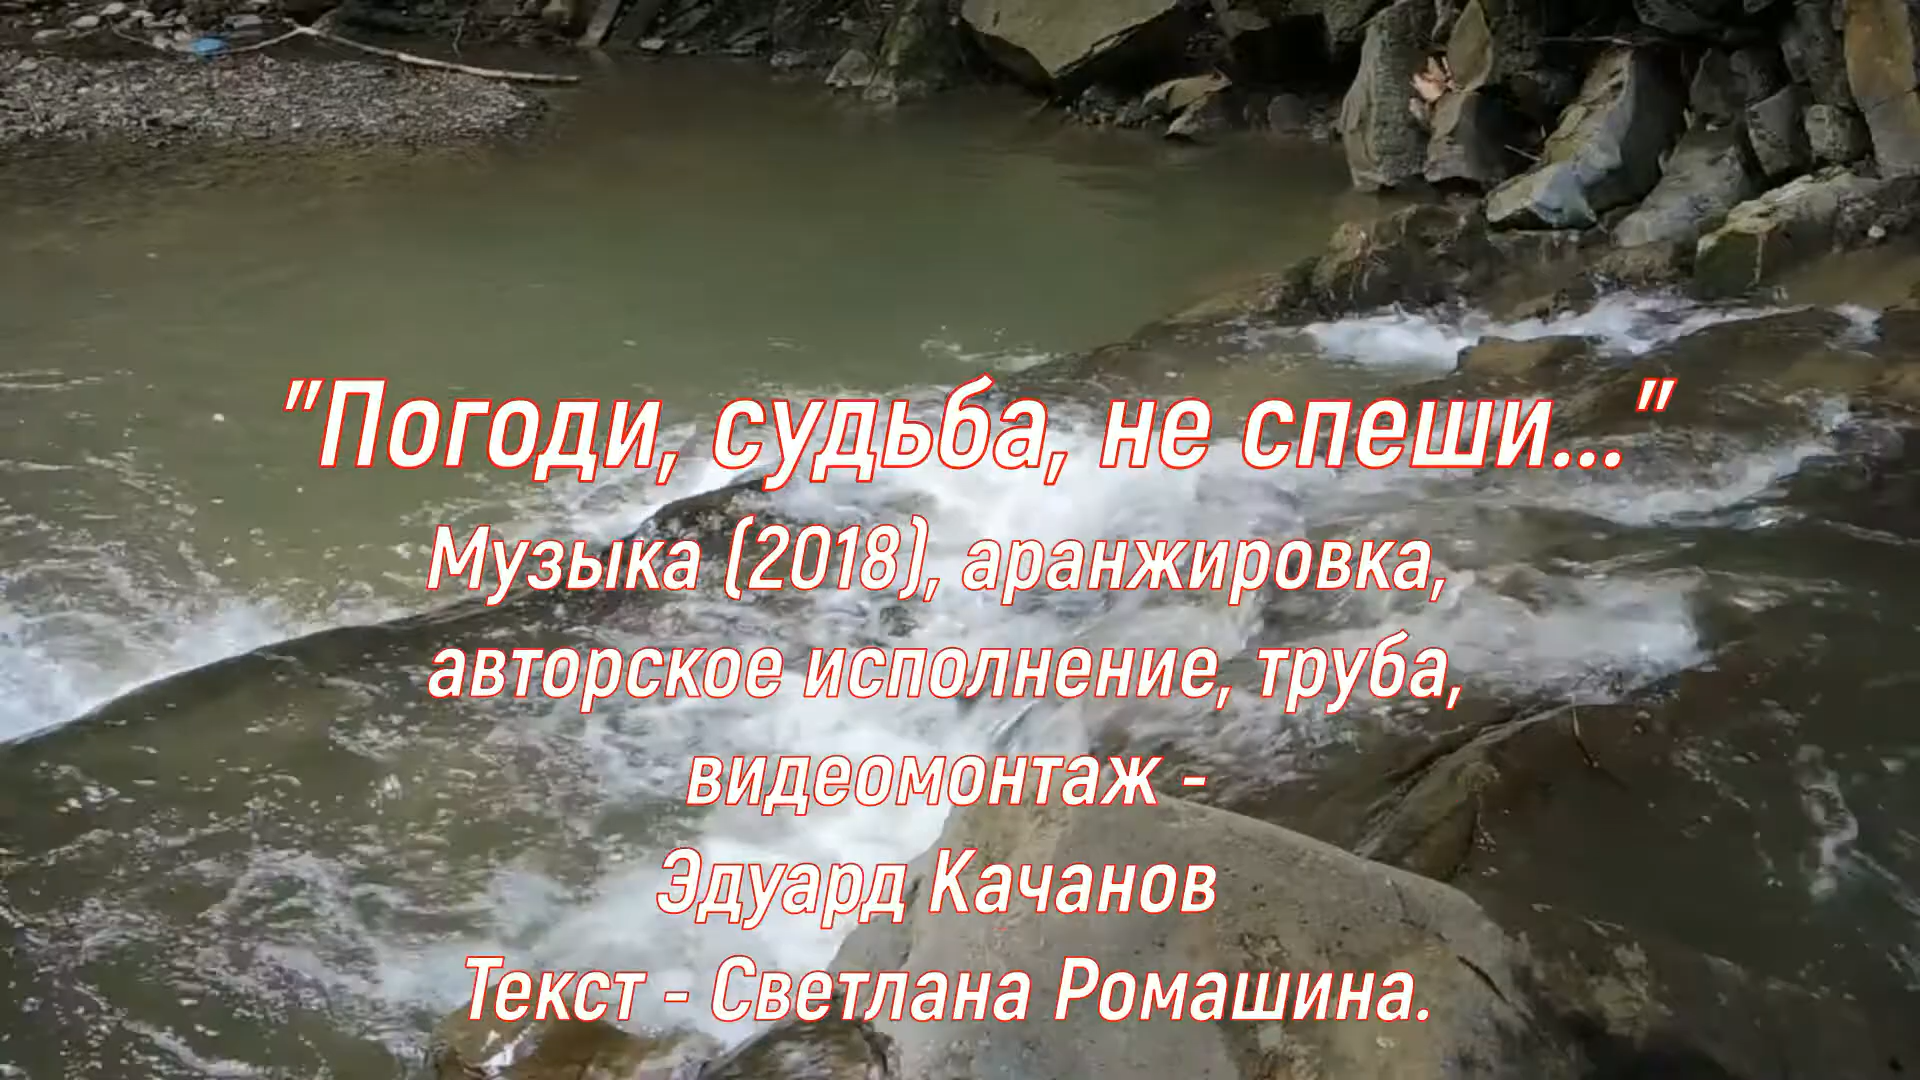 "Погоди, судьба, не спеши..."
Музыка (2018), аранжировка,
авторское исполнение, труба,
видеомонтаж -
Эдуард Качанов
Текст - Светлана Ромашина.